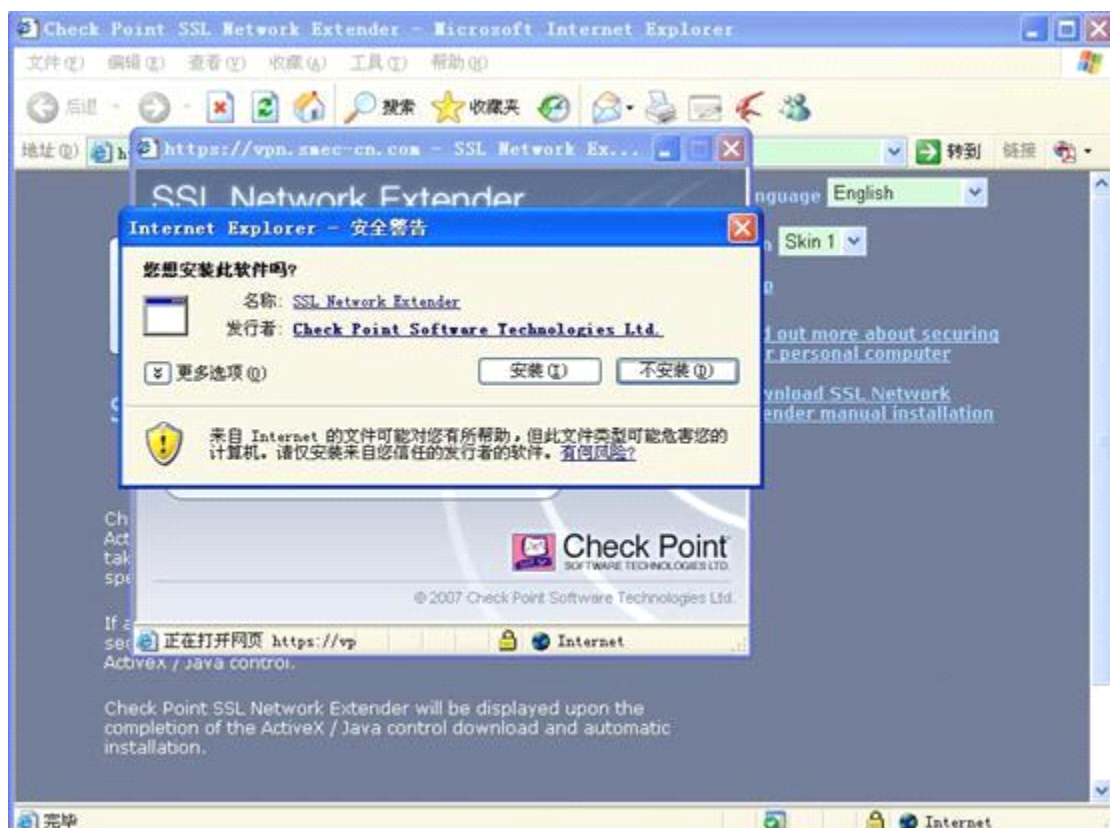 Check Point SSL Network Extender - Microsoft Internet Explorer
文件(F) 编辑(E) 查看(V) 收藏(A) 工具(T) 帮助(H)
后退 搜索 收藏夹
地址(D) h 转到 链接
https://vpn.smec-cn.com - SSL Network Ex...
SSL Network Extender
nguage English
Skin 1
Internet Explorer - 安全警告
您想安装此软件吗?
名称: SSL Network Extender
发行者: Check Point Software Technologies Ltd.
更多选项(O) 安装(I) 不安装(D)
来自 Internet 的文件可能对您有所帮助，但此文件类型可能危害您的
计算机。请仅安装来自您信任的发行者的软件。有何风险?
d out more about securing
r personal computer
wnload SSL Network
ender manual installation
Check Point
SOFTWARE TECHNOLOGIES LTD.
© 2007 Check Point Software Technologies Ltd.
正在打开网页 https://vp Internet
Ch
Act
tak
spe
If a
sec
ActiveX / Java control.
Check Point SSL Network Extender will be displayed upon the
completion of the ActiveX / Java control download and automatic
installation.
完毕 Internet